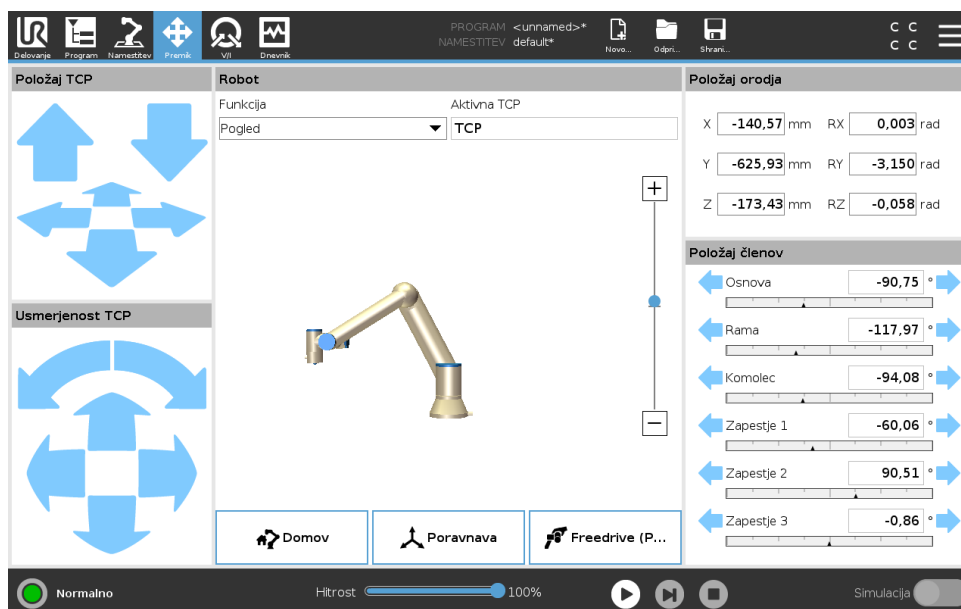 Delovanje Program Namestitev Premik V/I Dnevnik
PROGRAM <unnamed>*
NAMESTITEV default*
Novo... Odpri... Shrani...
C C
C C
Položaj TCP
Robot
Funkcija Aktivna TCP
Pogled TCP
Domov Poravnava Freedrive (P...
Usmerjenost TCP
Položaj orodja
X -140,57 mm RX 0,003 rad
Y -625,93 mm RY -3,150 rad
Z -173,43 mm RZ -0,058 rad
Položaj členov
Osnova -90,75 °
Rama -117,97 °
Komolec -94,08 °
Zapestje 1 -60,06 °
Zapestje 2 90,51 °
Zapestje 3 -0,86 °
Normalno Hitrost 100% Simulacija